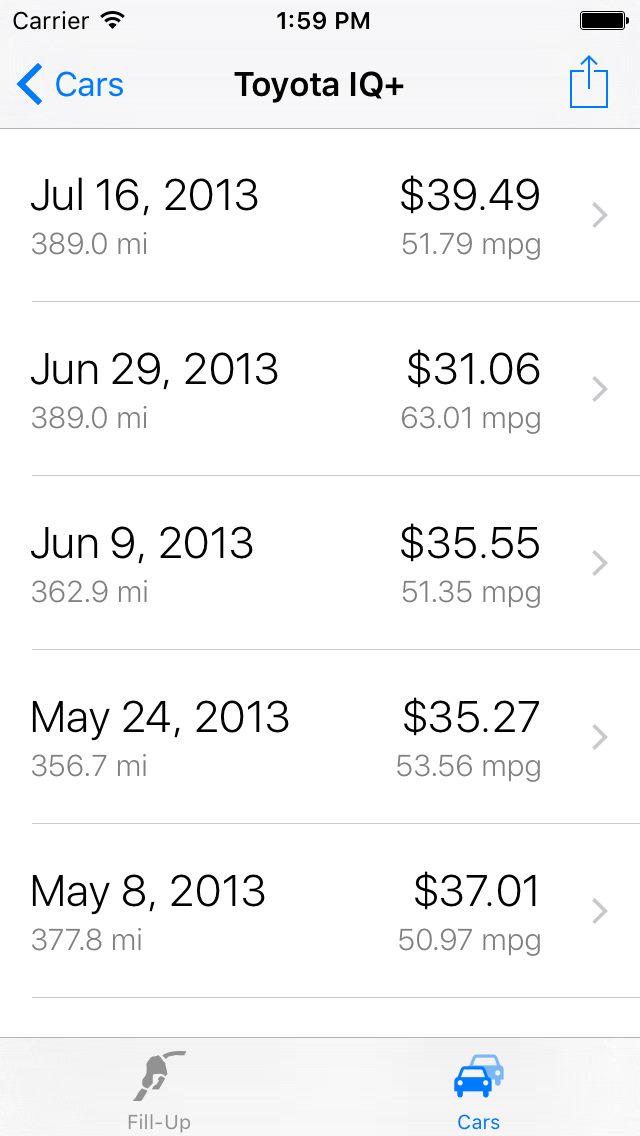 Carrier 1:59 PM
Cars Toyota IQ+
Jul 16, 2013 $39.49
389.0 mi 51.79 mpg
Jun 29, 2013 $31.06
389.0 mi 63.01 mpg
Jun 9, 2013 $35.55
362.9 mi 51.35 mpg
May 24, 2013 $35.27
356.7 mi 53.56 mpg
May 8, 2013 $37.01
377.8 mi 50.97 mpg
Fill-Up Cars